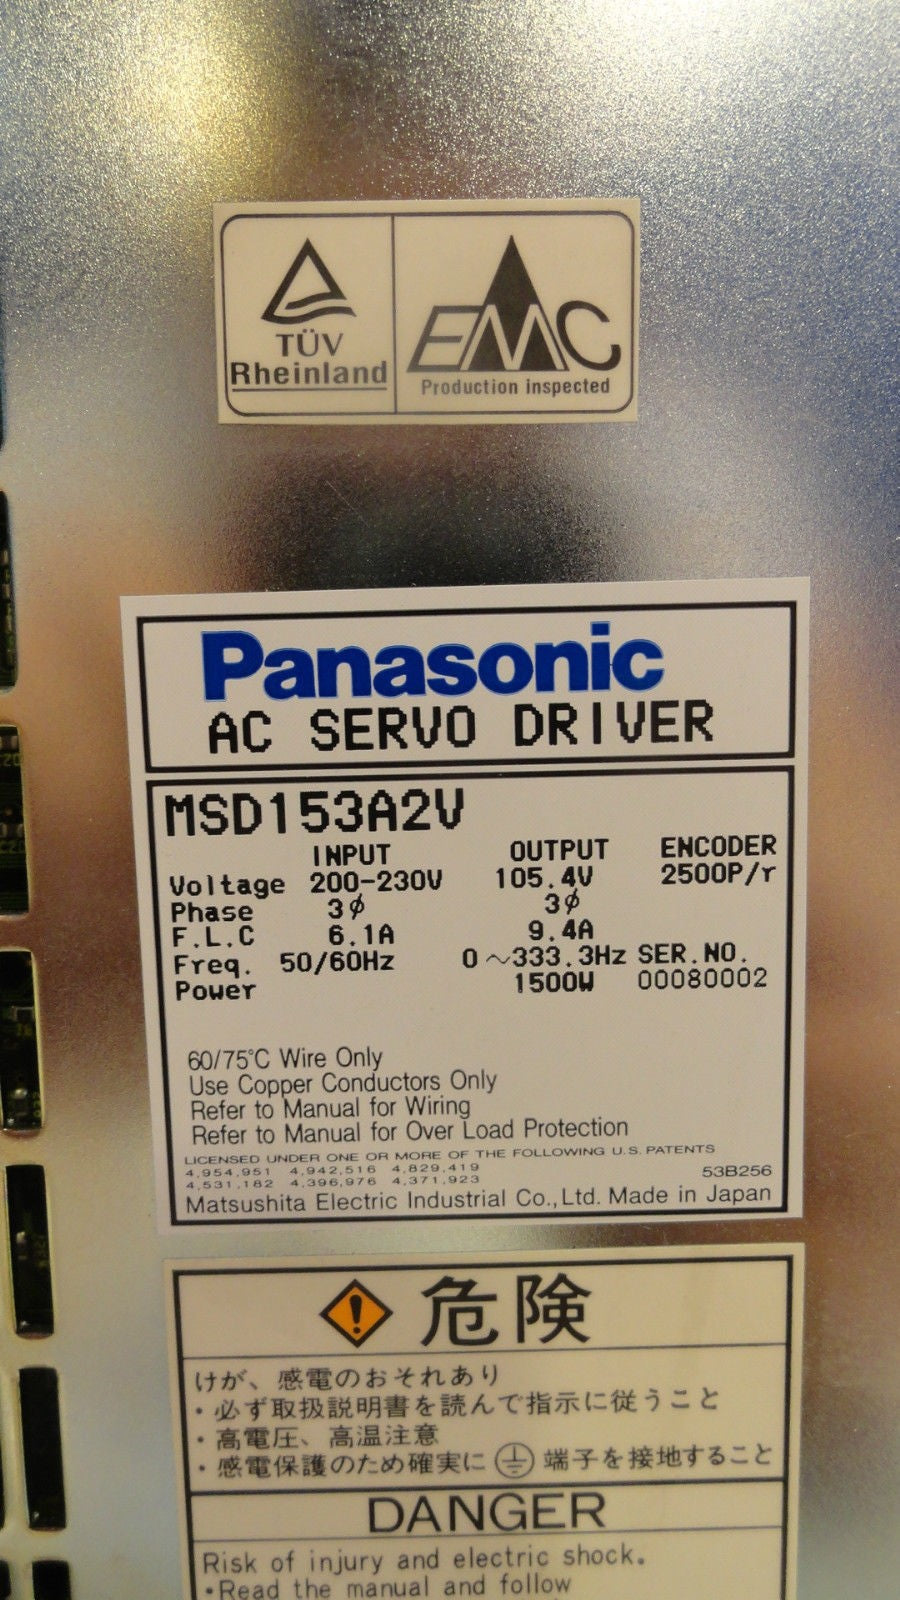 TÜV
Rheinland
EMC
Production inspected
Panasonic
AC SERVO DRIVER
MSD153A2V
INPUT OUTPUT ENCODER
Voltage 200-230V 105.4V 2500P/r
Phase 3φ 3φ
F.L.C 6.1A 9.4A
Freq. 50/60Hz 0～333.3Hz SER.NO.
Power 1500W 00080002
60/75°C Wire Only
Use Copper Conductors Only
Refer to Manual for Wiring
Refer to Manual for Over Load Protection
LICENSED UNDER ONE OR MORE OF THE FOLLOWING U.S. PATENTS
4,954,951 4,942,516 4,829,419 53B256
4,531,182 4,396,976 4,371,923
Matsushita Electric Industrial Co.,Ltd. Made in Japan
危険
けが、感電のおそれあり
・必ず取扱説明書を読んで指示に従うこと
・高電圧、高温注意
・感電保護のため確実に 端子を接地すること
DANGER
Risk of injury and electric shock.
•Read the manual and follow